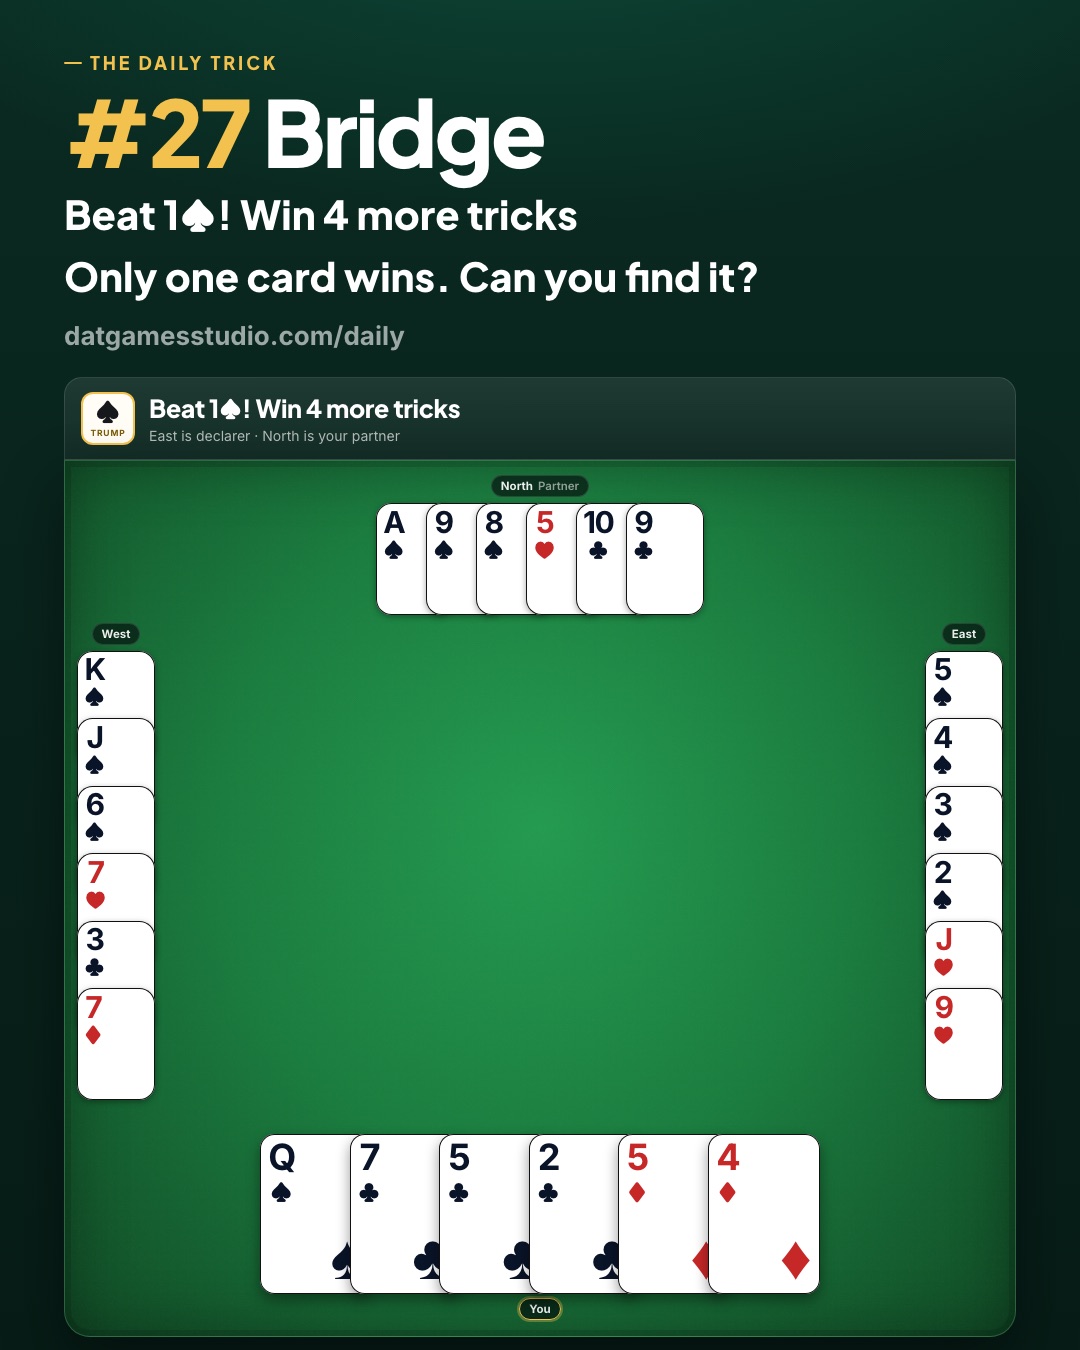 — THE DAILY TRICK
#27 Bridge
Beat 1♠! Win 4 more tricks
Only one card wins. Can you find it?
datgamesstudio.com/daily
♠
TRUMP
Beat 1♠! Win 4 more tricks
East is declarer · North is your partner
North Partner
A♠ 9♠ 8♠ 5♥ 10♣ 9♣
West
K♠
J♠
6♠
7♥
3♣
7♦
East
5♠
4♠
3♠
2♠
J♥
9♥
Q♠ 7♣ 5♣ 2♣ 5♦ 4♦
You